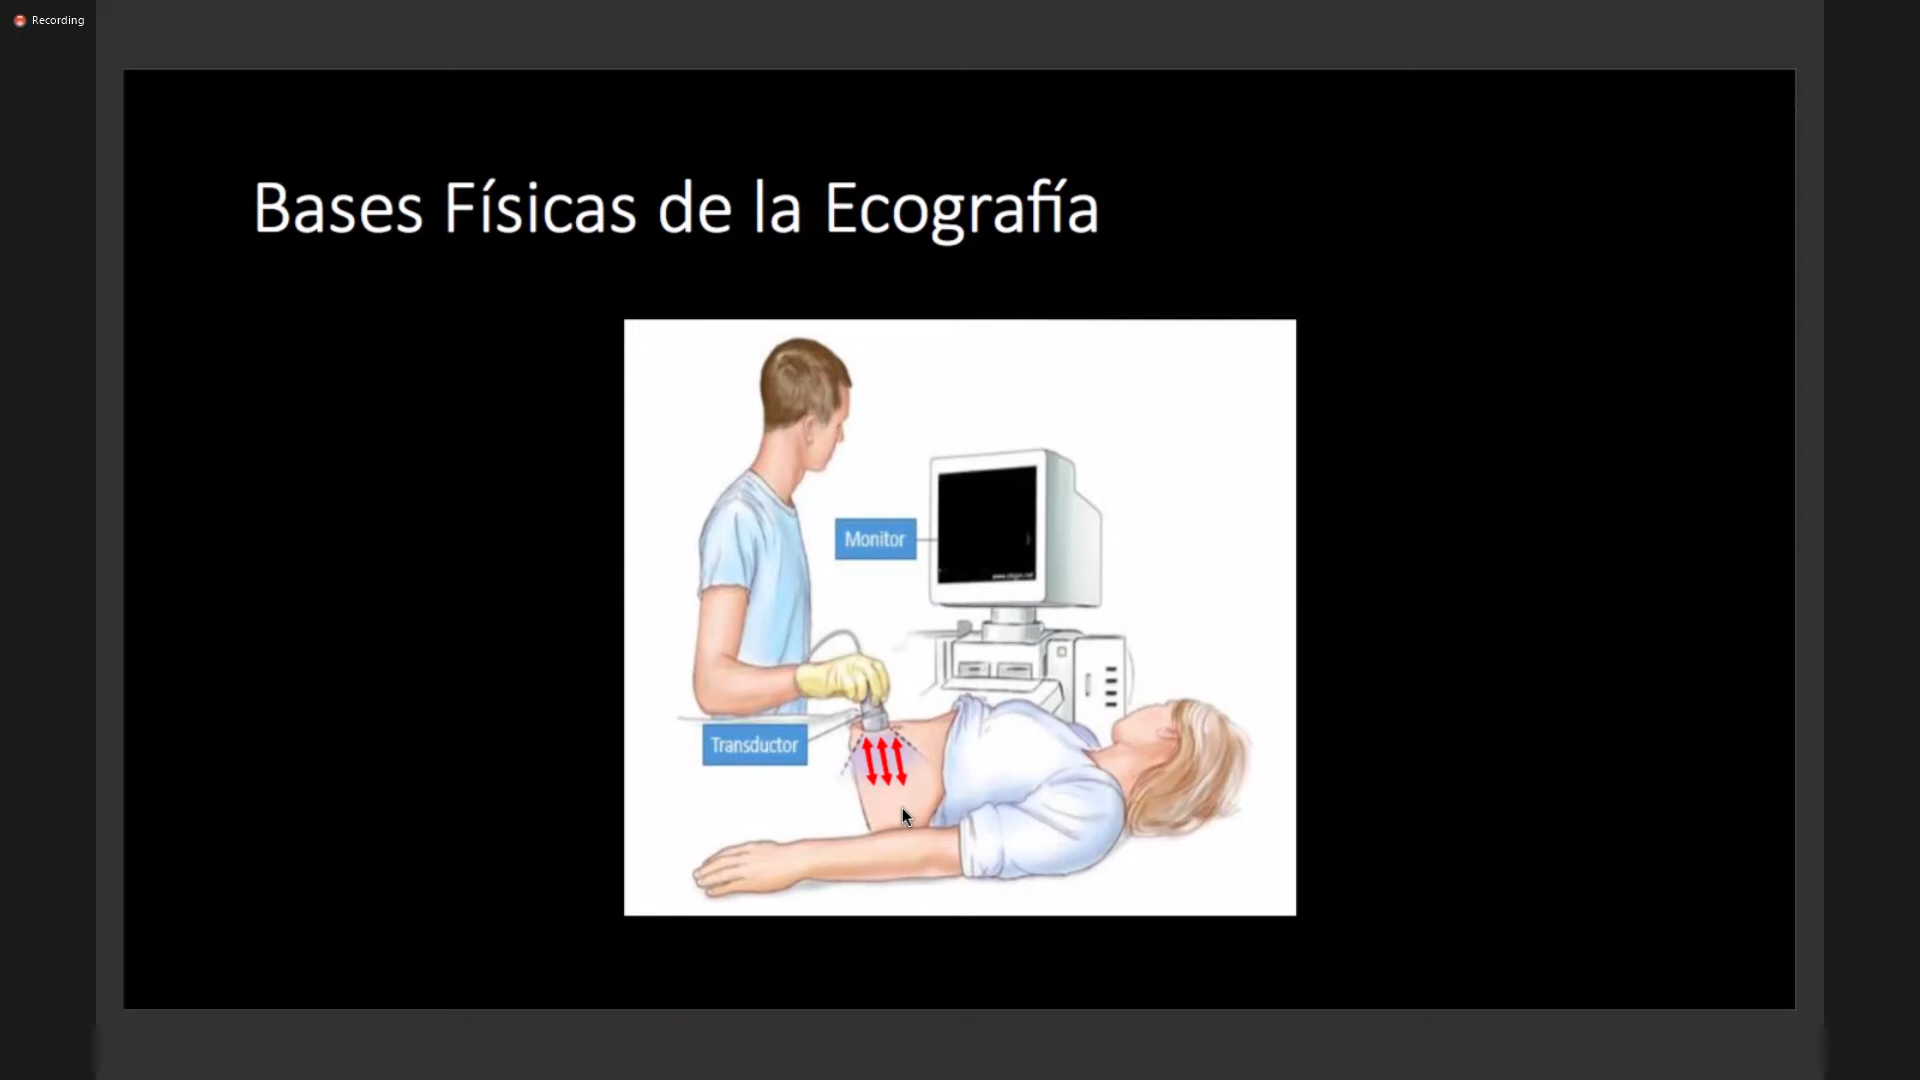 Recording
Bases Físicas de la Ecografía
Monitor
Transductor